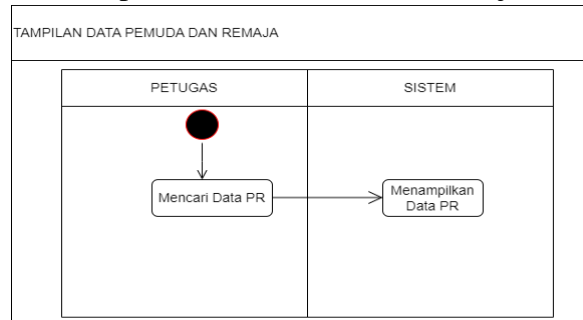 TAMPILAN DATA PEMUDA DAN REMAJA
PETUGAS
SISTEM
Mencari Data PR
Menampilkan
Data PR